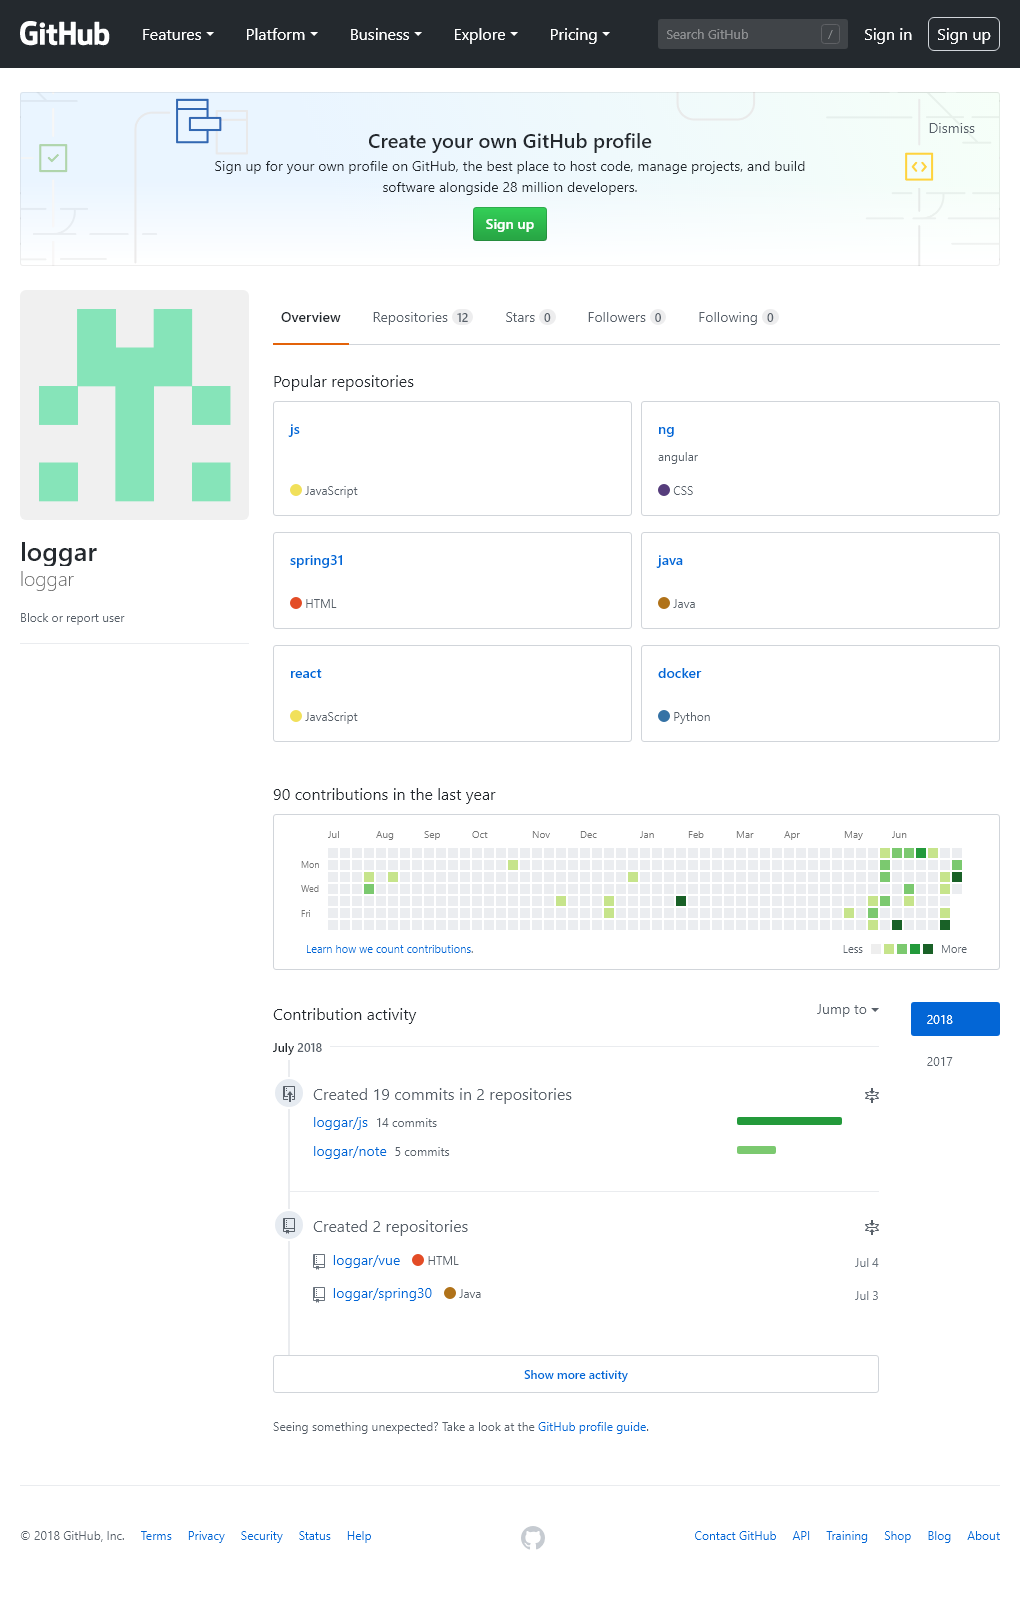 GitHub Features Platform Business Explore Pricing Search GitHub / Sign in Sign up
Dismiss
Create your own GitHub profile
Sign up for your own profile on GitHub, the best place to host code, manage projects, and build
software alongside 28 million developers.
Sign up
loggar
loggar
Block or report user
Overview Repositories 12 Stars 0 Followers 0 Following 0
Popular repositories
js
JavaScript
ng
angular
CSS
spring31
HTML
java
Java
react
JavaScript
docker
Python
90 contributions in the last year
Jul Aug Sep Oct Nov Dec Jan Feb Mar Apr May Jun
Mon
Wed
Fri
Learn how we count contributions. Less More
Contribution activity Jump to
2018
2017
July 2018
Created 19 commits in 2 repositories
loggar/js 14 commits
loggar/note 5 commits
Created 2 repositories
loggar/vue HTML Jul 4
loggar/spring30 Java Jul 3
Show more activity
Seeing something unexpected? Take a look at the GitHub profile guide.
© 2018 GitHub, Inc. Terms Privacy Security Status Help Contact GitHub API Training Shop Blog About